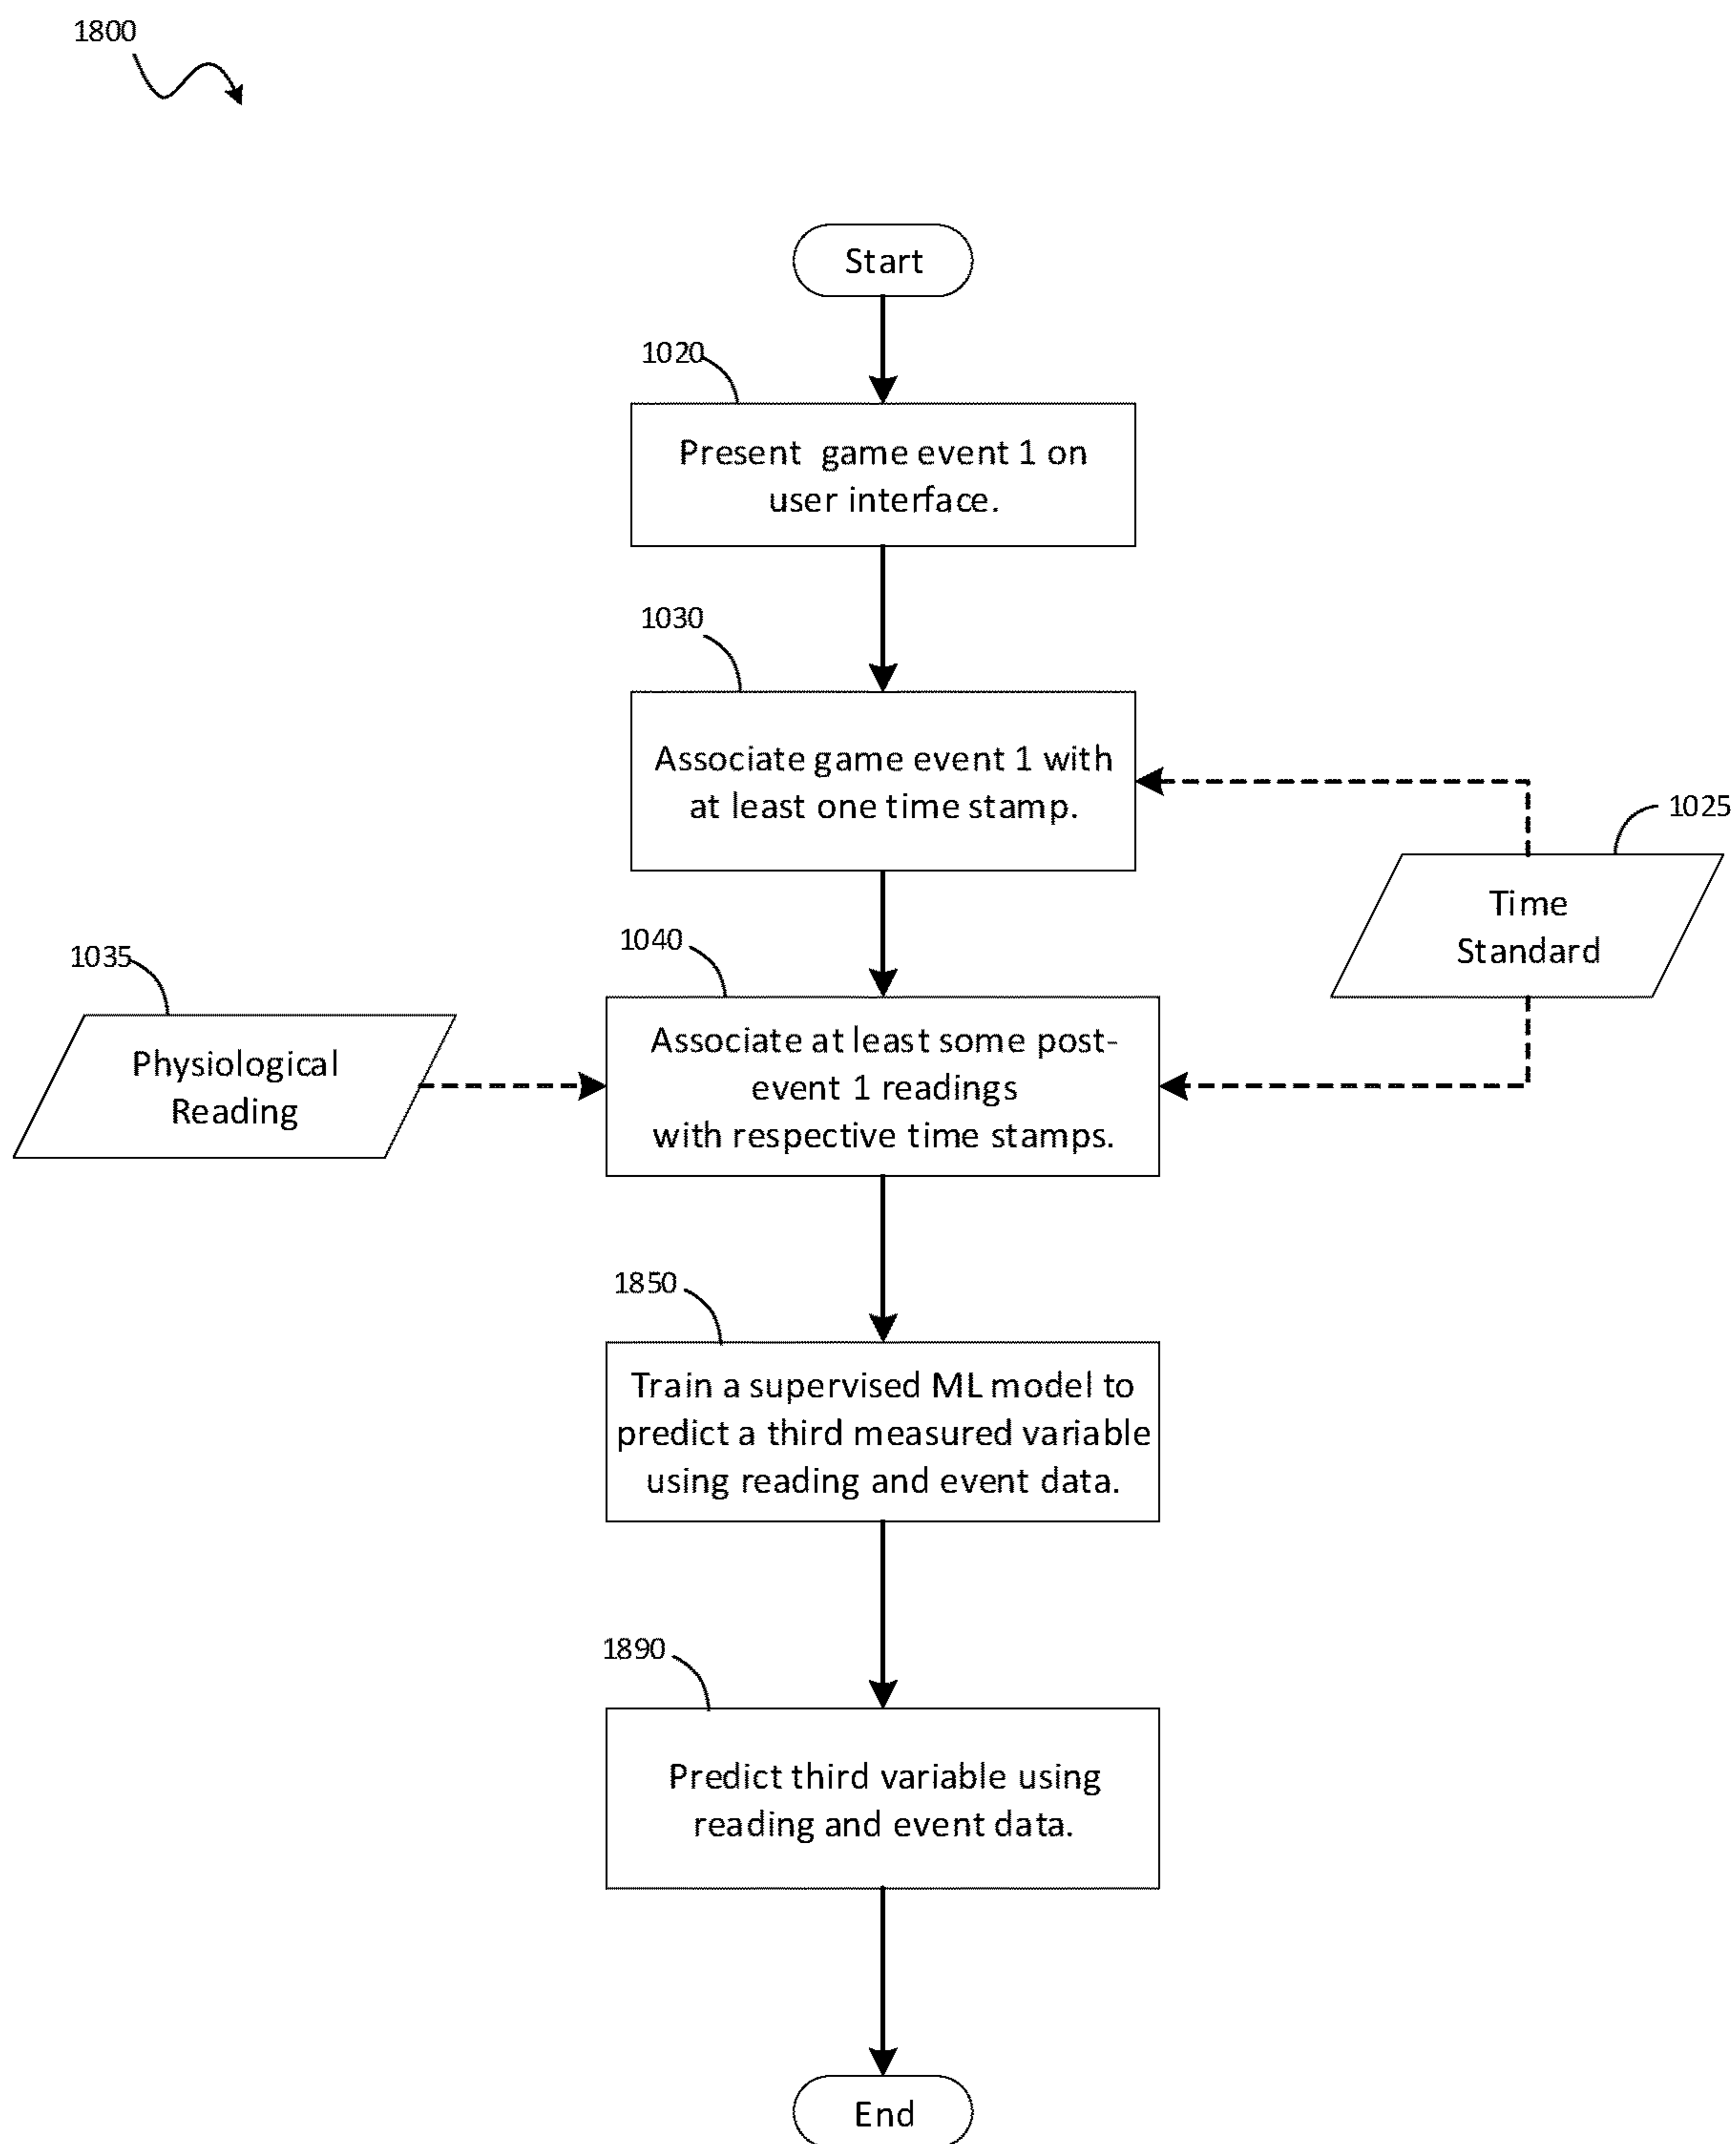 1800
Start
1020
Present game event 1 on
user interface.
1030
Associate game event 1 with
at least one time stamp.
1025
Time
Standard
1035
Physiological
Reading
1040
Associate at least some post-
event 1 readings
with respective time stamps.
1850
Train a supervised ML model to
predict a third measured variable
using reading and event data.
1890
Predict third variable using
reading and event data.
End